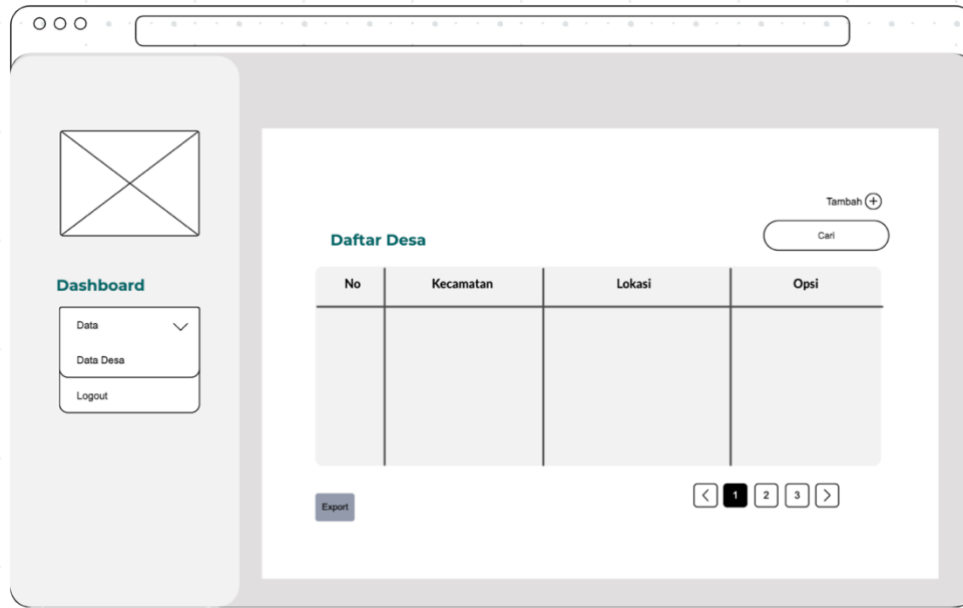 Dashboard
Data
Data Desa
Logout
Tambah
Daftar Desa
Cari
No Kecamatan Lokasi Opsi
Export
1 2 3